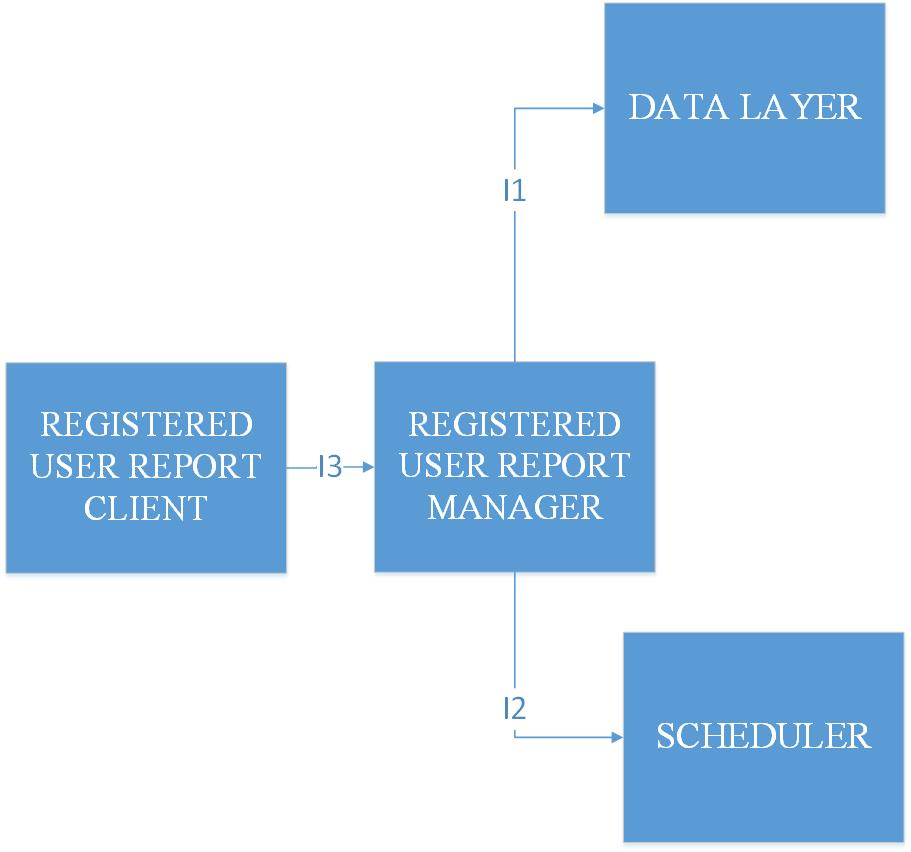 DATA LAYER
I1
REGISTERED
USER REPORT
CLIENT
I3
REGISTERED
USER REPORT
MANAGER
I2
SCHEDULER